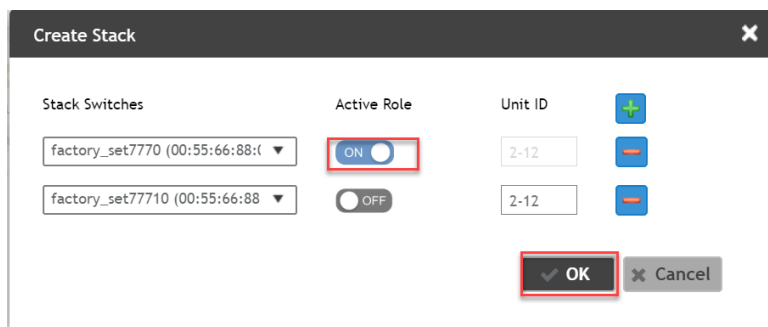 Create Stack
Stack Switches Active Role Unit ID
factory_set7770 (00:55:66:88:( ON 2-12
factory_set77710 (00:55:66:88 OFF 2-12
OK Cancel